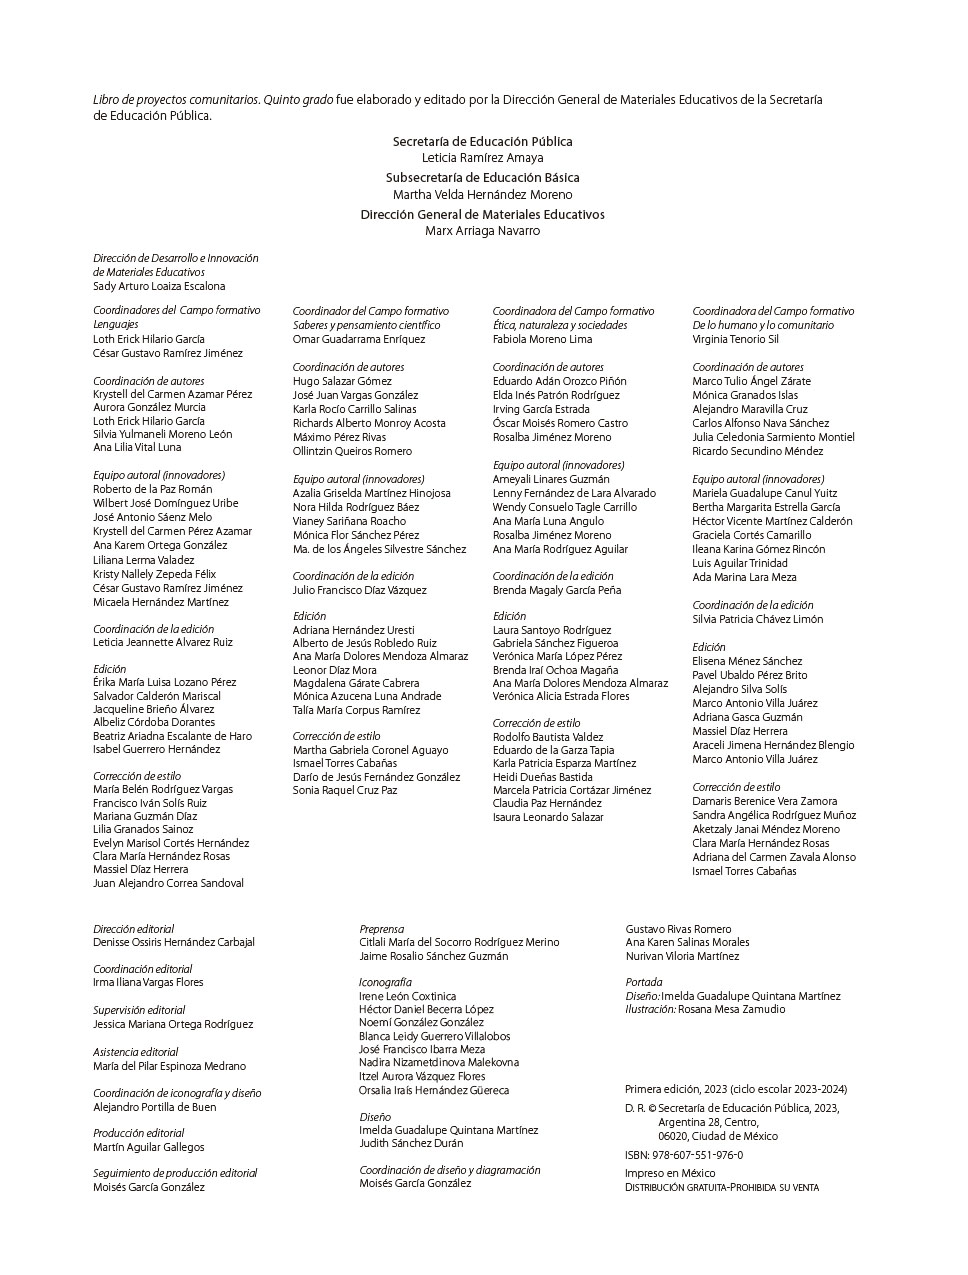 Libro de proyectos comunitarios. Quinto grado fue elaborado y editado por la Dirección General de Materiales Educativos de la Secretaría
de Educación Pública.
Secretaría de Educación Pública
Leticia Ramírez Amaya
Subsecretaría de Educación Básica
Martha Velda Hernández Moreno
Dirección General de Materiales Educativos
Marx Arriaga Navarro
Dirección de Desarrollo e Innovación
de Materiales Educativos
Sady Arturo Loaiza Escalona
Coordinadores del Campo formativo
Lenguajes
Loth Erick Hilario García
César Gustavo Ramírez Jiménez
Coordinación de autores
Krystell del Carmen Azamar Pérez
Aurora González Murcia
Loth Erick Hilario García
Silvia Yulmaneli Moreno León
Ana Lilia Vital Luna
Equipo autoral (innovadores)
Roberto de la Paz Román
Wilbert José Domínguez Uribe
José Antonio Sáenz Melo
Krystell del Carmen Pérez Azamar
Ana Karem Ortega González
Liliana Lerma Valadez
Kristy Nallely Zepeda Félix
César Gustavo Ramírez Jiménez
Micaela Hernández Martínez
Coordinación de la edición
Leticia Jeannette Alvarez Ruiz
Edición
Érika María Luisa Lozano Pérez
Salvador Calderón Mariscal
Jacqueline Brieño Álvarez
Albeliz Córdoba Dorantes
Beatriz Ariadna Escalante de Haro
Isabel Guerrero Hernández
Corrección de estilo
María Belén Rodríguez Vargas
Francisco Iván Solís Ruiz
Mariana Guzmán Díaz
Lilia Granados Sainoz
Evelyn Marisol Cortés Hernández
Clara María Hernández Rosas
Massiel Díaz Herrera
Juan Alejandro Correa Sandoval
Coordinador del Campo formativo
Saberes y pensamiento científico
Omar Guadarrama Enríquez
Coordinación de autores
Hugo Salazar Gómez
José Juan Vargas González
Karla Rocío Carrillo Salinas
Richards Alberto Monroy Acosta
Máximo Pérez Rivas
Ollintzin Queiros Romero
Equipo autoral (innovadores)
Azalia Griselda Martínez Hinojosa
Nora Hilda Rodríguez Báez
Vianey Sariñana Roacho
Mónica Flor Sánchez Pérez
Ma. de los Ángeles Silvestre Sánchez
Coordinación de la edición
Julio Francisco Díaz Vázquez
Edición
Adriana Hernández Uresti
Alberto de Jesús Robledo Ruiz
Ana María Dolores Mendoza Almaraz
Leonor Díaz Mora
Magdalena Gárate Cabrera
Mónica Azucena Luna Andrade
Talía María Corpus Ramírez
Corrección de estilo
Martha Gabriela Coronel Aguayo
Ismael Torres Cabañas
Darío de Jesús Fernández González
Sonia Raquel Cruz Paz
Coordinadora del Campo formativo
Ética, naturaleza y sociedades
Fabiola Moreno Lima
Coordinación de autores
Eduardo Adán Orozco Piñón
Elda Inés Patrón Rodríguez
Irving García Estrada
Óscar Moisés Romero Castro
Rosalba Jiménez Moreno
Equipo autoral (innovadores)
Ameyali Linares Guzmán
Lenny Fernández de Lara Alvarado
Wendy Consuelo Tagle Carrillo
Ana María Luna Angulo
Rosalba Jiménez Moreno
Ana María Rodríguez Aguilar
Coordinación de la edición
Brenda Magaly García Peña
Edición
Laura Santoyo Rodríguez
Gabriela Sánchez Figueroa
Verónica María López Pérez
Brenda Iraí Ochoa Magaña
Ana María Dolores Mendoza Almaraz
Verónica Alicia Estrada Flores
Corrección de estilo
Rodolfo Bautista Valdez
Eduardo de la Garza Tapia
Karla Patricia Esparza Martínez
Heidi Dueñas Bastida
Marcela Patricia Cortázar Jiménez
Claudia Paz Hernández
Isaura Leonardo Salazar
Coordinadora del Campo formativo
De lo humano y lo comunitario
Virginia Tenorio Sil
Coordinación de autores
Marco Tulio Ángel Zárate
Mónica Granados Islas
Alejandro Maravilla Cruz
Carlos Alfonso Nava Sánchez
Julia Celedonia Sarmiento Montiel
Ricardo Secundino Méndez
Equipo autoral (innovadores)
Mariela Guadalupe Canul Yuitz
Bertha Margarita Estrella García
Héctor Vicente Martínez Calderón
Graciela Cortés Camarillo
Ileana Karina Gómez Rincón
Luis Aguilar Trinidad
Ada Marina Lara Meza
Coordinación de la edición
Silvia Patricia Chávez Limón
Edición
Elisena Ménez Sánchez
Pavel Ubaldo Pérez Brito
Alejandro Silva Solís
Marco Antonio Villa Juárez
Adriana Gasca Guzmán
Massiel Díaz Herrera
Araceli Jimena Hernández Blengio
Marco Antonio Villa Juárez
Corrección de estilo
Damaris Berenice Vera Zamora
Sandra Angélica Rodríguez Muñoz
Aketzaly Janai Méndez Moreno
Clara María Hernández Rosas
Adriana del Carmen Zavala Alonso
Ismael Torres Cabañas
Dirección editorial
Denisse Ossiris Hernández Carbajal
Coordinación editorial
Irma Iliana Vargas Flores
Supervisión editorial
Jessica Mariana Ortega Rodríguez
Asistencia editorial
María del Pilar Espinoza Medrano
Coordinación de iconografía y diseño
Alejandro Portilla de Buen
Producción editorial
Martín Aguilar Gallegos
Seguimiento de producción editorial
Moisés García González
Preprensa
Citlali María del Socorro Rodríguez Merino
Jaime Rosalio Sánchez Guzmán
Iconografía
Irene León Coxtinica
Héctor Daniel Becerra López
Noemí González González
Blanca Leidy Guerrero Villalobos
José Francisco Ibarra Meza
Nadira Nizametdinova Malekovna
Itzel Aurora Vázquez Flores
Orsalia Iraís Hernández Güereca
Diseño
Imelda Guadalupe Quintana Martínez
Judith Sánchez Durán
Coordinación de diseño y diagramación
Moisés García González
Gustavo Rivas Romero
Ana Karen Salinas Morales
Nurivan Viloria Martínez
Portada
Diseño: Imelda Guadalupe Quintana Martínez
Ilustración: Rosana Mesa Zamudio
Primera edición, 2023 (ciclo escolar 2023-2024)
D. R. © Secretaría de Educación Pública, 2023,
Argentina 28, Centro,
06020, Ciudad de México
ISBN: 978-607-551-976-0
Impreso en México
DISTRIBUCIÓN GRATUITA-PROHIBIDA SU VENTA